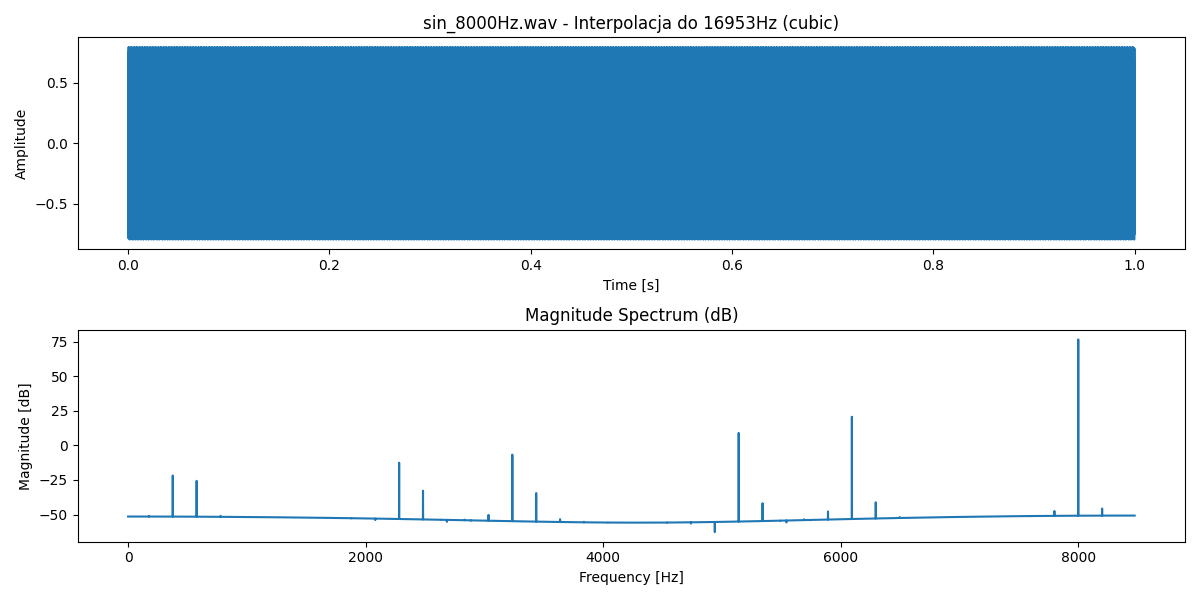 sin_8000Hz.wav - Interpolacja do 16953Hz (cubic)
Amplitude
0.5
0.0
−0.5
0.0 0.2 0.4 0.6 0.8 1.0
Time [s]
Magnitude Spectrum (dB)
Magnitude [dB]
75
50
25
0
−25
−50
0 2000 4000 6000 8000
Frequency [Hz]